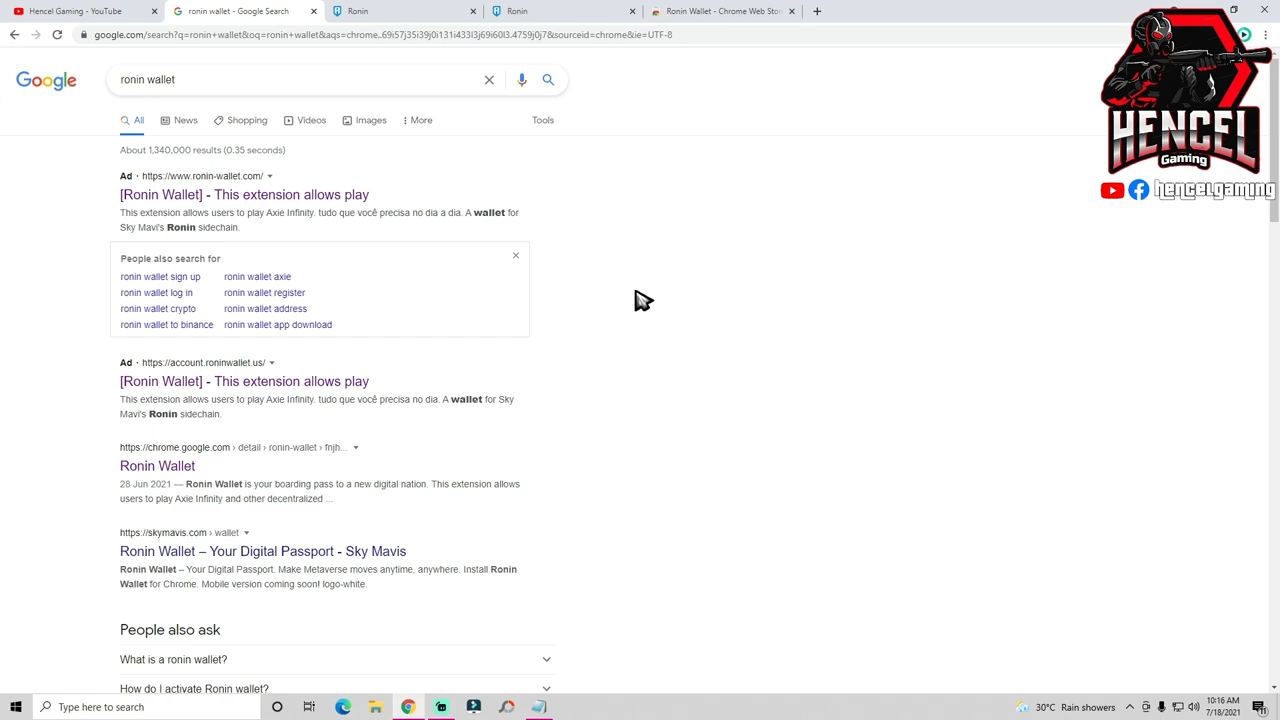 Hencel Gaming - YouTube
ronin wallet - Google Search
Ronin
Ronin
Ronin Wallet - Chrome Web Sto
google.com/search?q=ronin+wallet&oq=ronin+wallet&aqs=chrome..69i57j35i39j0i131i433i3j0i9i60l3.4759j0j7&sourceid=chrome&ie=UTF-8
HENCEL
Gaming
hencelgaming
Google
ronin wallet
All News Shopping Videos Images More Tools
About 1,340,000 results (0.35 seconds)
Ad · https://www.ronin-wallet.com/
[Ronin Wallet] - This extension allows play
This extension allows users to play Axie Infinity. tudo que você precisa no dia a dia. A wallet for
Sky Mavi's Ronin sidechain.
People also search for
ronin wallet sign up ronin wallet axie
ronin wallet log in ronin wallet register
ronin wallet crypto ronin wallet address
ronin wallet to binance ronin wallet app download
Ad · https://account.roninwallet.us/
[Ronin Wallet] - This extension allows play
This extension allows users to play Axie Infinity. tudo que você precisa no dia. A wallet for Sky
Mavi's Ronin sidechain.
https://chrome.google.com › detail › ronin-wallet › fnjh...
Ronin Wallet
28 Jun 2021 — Ronin Wallet is your boarding pass to a new digital nation. This extension allows
users to play Axie Infinity and other decentralized ...
https://skymavis.com › wallet
Ronin Wallet – Your Digital Passport - Sky Mavis
Ronin Wallet – Your Digital Passport. Make Metaverse moves anytime, anywhere. Install Ronin
Wallet for Chrome. Mobile version coming soon! logo-white.
People also ask
What is a ronin wallet?
How do I activate Ronin wallet?
Type here to search
30°C Rain showers
10:16 AM
7/18/2021